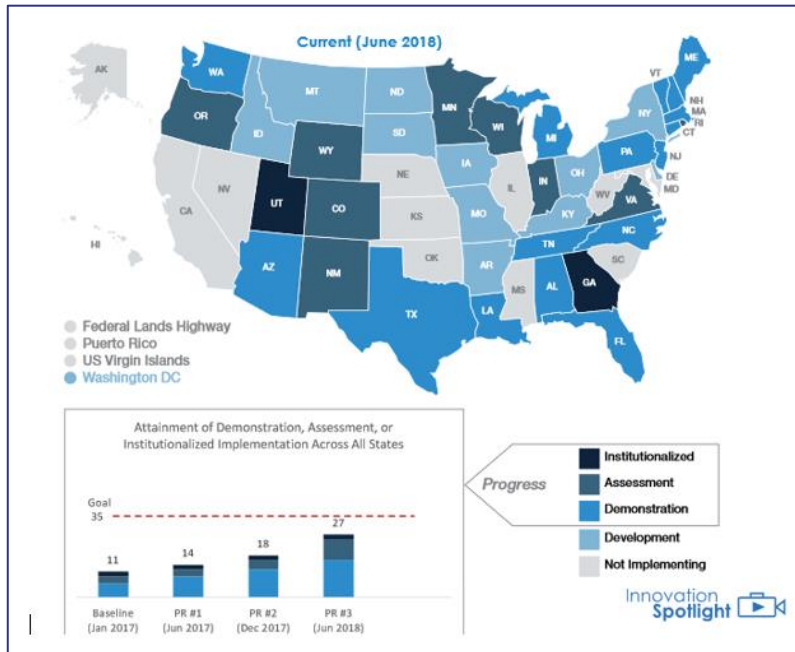 Current (June 2018)
AK
WA
MT
ND
MN
VT
ME
OR
ID
SD
WI
MI
NY
NH
MA
RI
CT
WY
IA
PA
NJ
NE
IL
IN
OH
DE
MD
NV
UT
CO
KS
MO
KY
WV
VA
CA
AZ
NM
OK
AR
TN
NC
SC
HI
TX
LA
MS
AL
GA
FL
Federal Lands Highway
Puerto Rico
US Virgin Islands
Washington DC
Attainment of Demonstration, Assessment, or
Institutionalized Implementation Across All States
Goal
35
11
14
18
27
Baseline
(Jan 2017)
PR #1
(Jun 2017)
PR #2
(Dec 2017)
PR #3
(Jun 2018)
Progress
Institutionalized
Assessment
Demonstration
Development
Not Implementing
Innovation
Spotlight